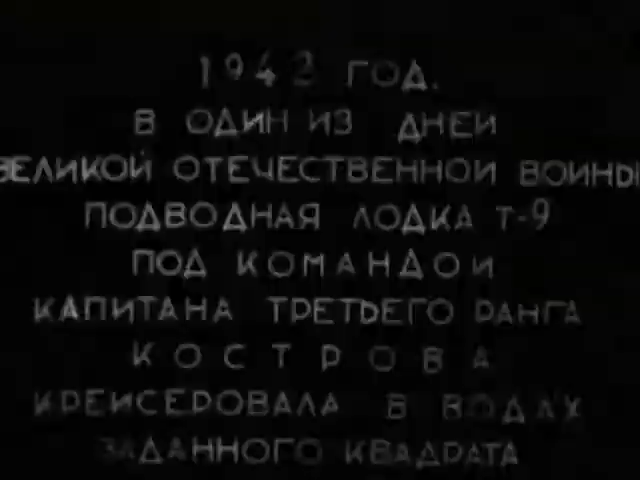 1943 ГОД.
В ОДИН ИЗ ДНЕЙ
ВЕЛИКОЙ ОТЕЧЕСТВЕННОЙ ВОЙНЫ
ПОДВОДНАЯ ЛОДКА Т-9
ПОД КОМАНДОЙ
КАПИТАНА ТРЕТЬЕГО РАНГА
КОСТРОВА
КРЕЙСЕРОВАЛА В ВОДАХ
ЗАДАННОГО КВАДРАТА